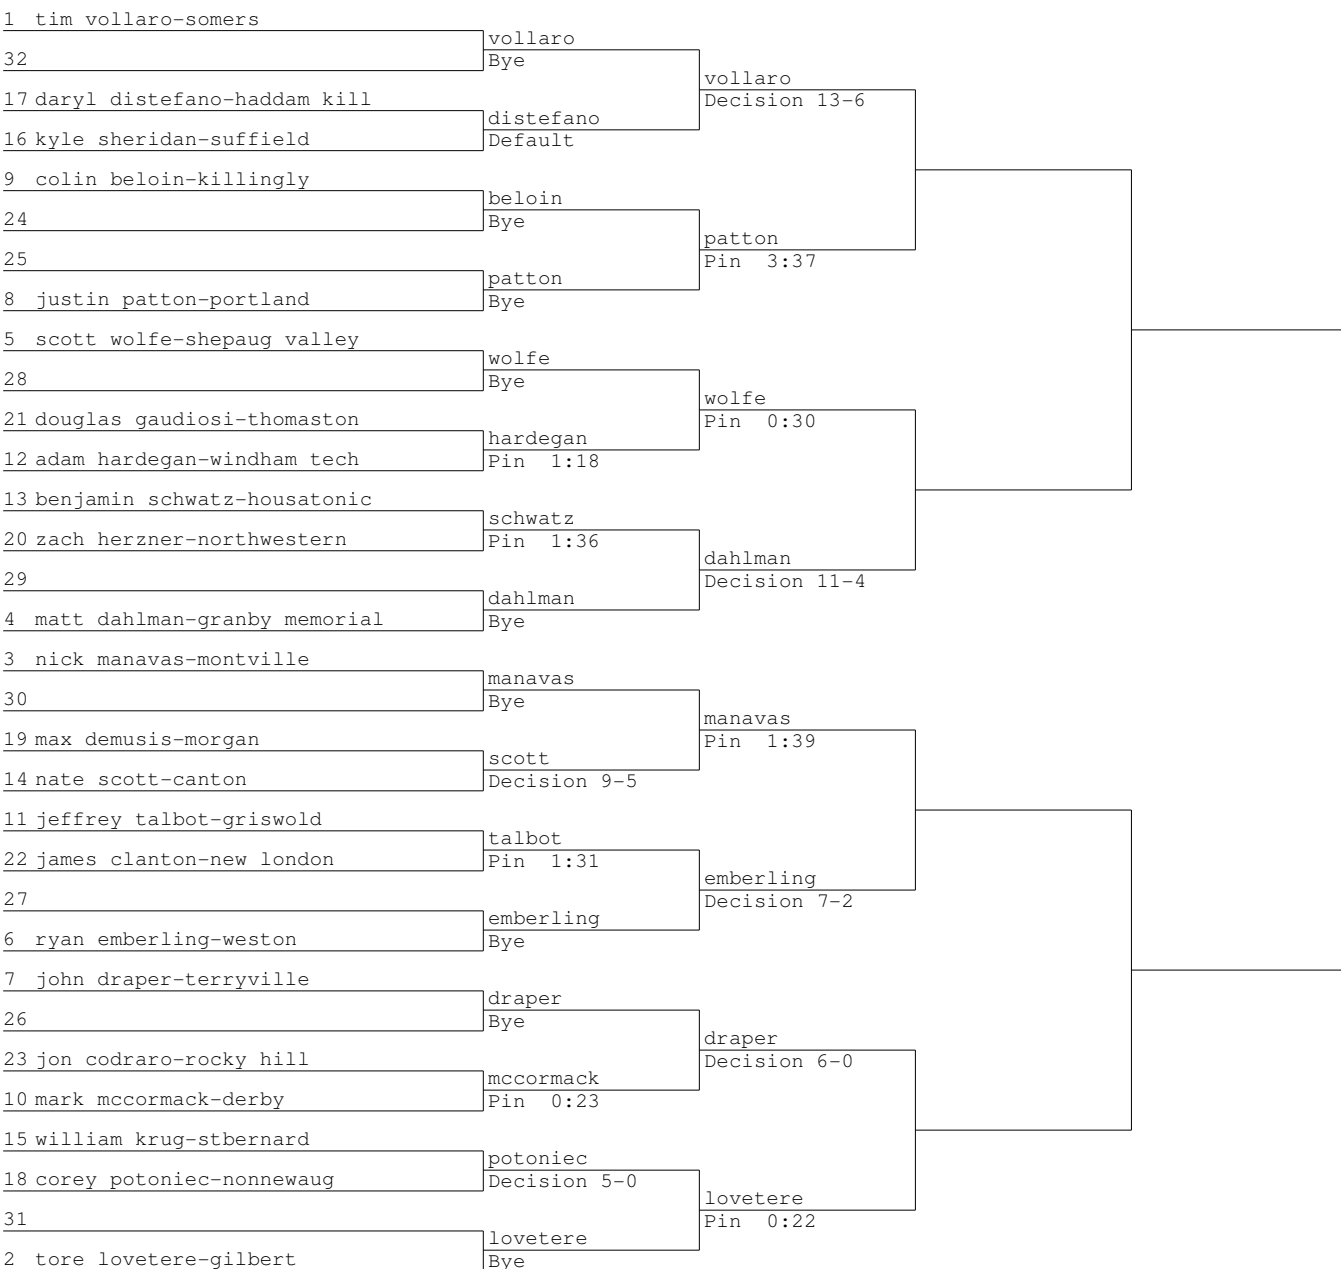 1 tim vollaro-somers
32
17 daryl distefano-haddam kill
16 kyle sheridan-suffield
9 colin beloin-killingly
24
25
8 justin patton-portland
5 scott wolfe-shepaug valley
28
21 douglas gaudiosi-thomaston
12 adam hardegan-windham tech
13 benjamin schwatz-housatonic
20 zach herzner-northwestern
29
4 matt dahlman-granby memorial
3 nick manavas-montville
30
19 max demusis-morgan
14 nate scott-canton
11 jeffrey talbot-griswold
22 james clanton-new london
27
6 ryan emberling-weston
7 john draper-terryville
26
23 jon codraro-rocky hill
10 mark mccormack-derby
15 william krug-stbernard
18 corey potoniec-nonnewaug
31
2 tore lovetere-gilbert
vollaro
Bye
distefano
Default
beloin
Bye
patton
Bye
wolfe
Bye
hardegan
Pin 1:18
schwatz
Pin 1:36
dahlman
Bye
manavas
Bye
scott
Decision 9-5
talbot
Pin 1:31
emberling
Bye
draper
Bye
mccormack
Pin 0:23
potoniec
Decision 5-0
lovetere
Bye
vollaro
Decision 13-6
patton
Pin 3:37
wolfe
Pin 0:30
dahlman
Decision 11-4
manavas
Pin 1:39
emberling
Decision 7-2
draper
Decision 6-0
lovetere
Pin 0:22